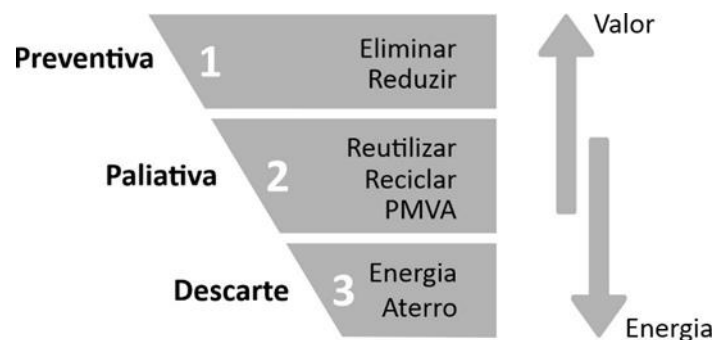 Preventiva
1
Eliminar
Reduzir
Paliativa
2
Reutilizar
Reciclar
PMVA
Descarte
3
Energia
Aterro
Valor
Energia